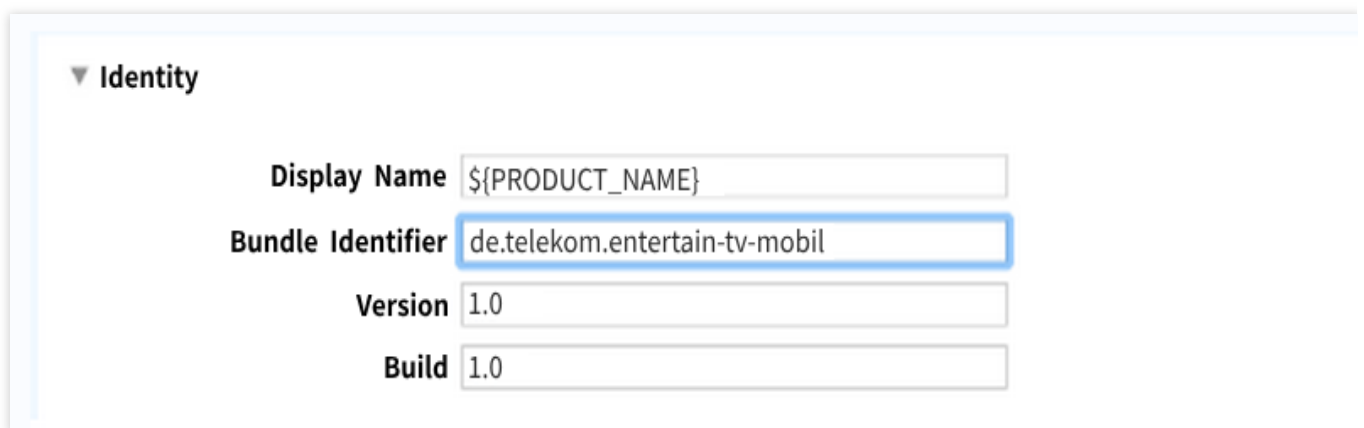 Identity
Display Name ${PRODUCT_NAME}
Bundle Identifier de.telekom.entertain-tv-mobil
Version 1.0
Build 1.0